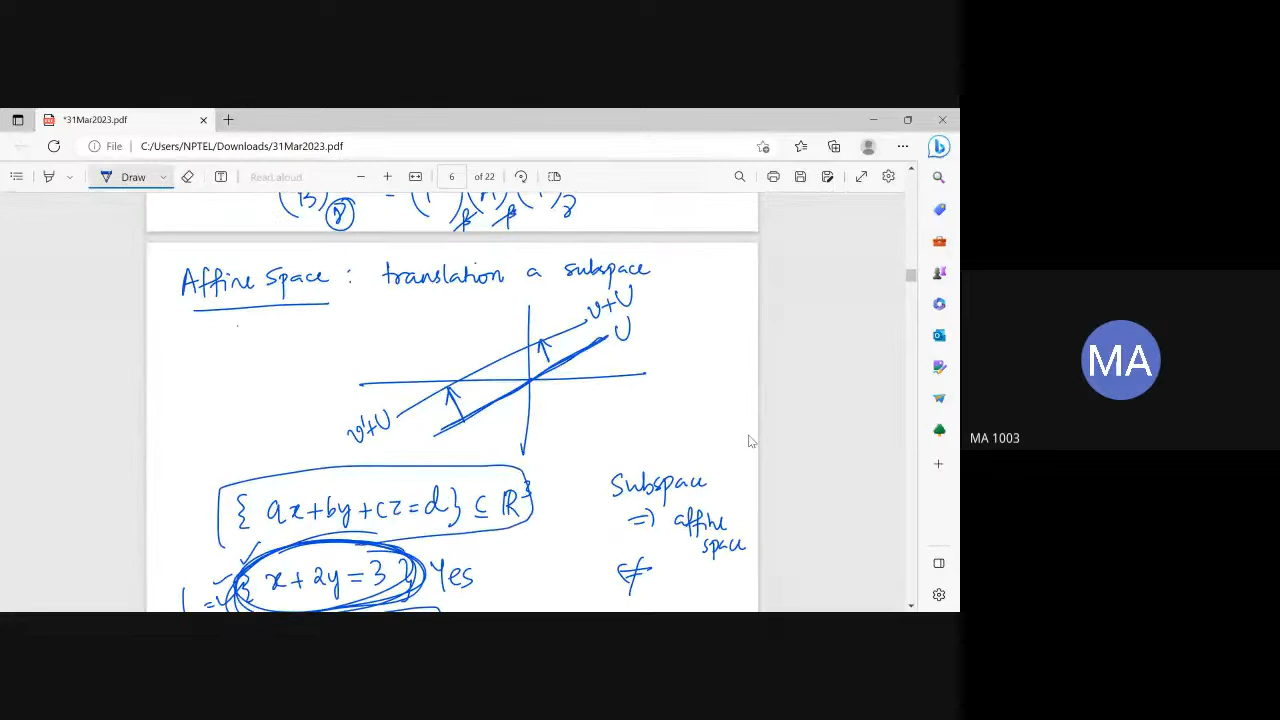 *31Mar2023.pdf
File C:/Users/NPTEL/Downloads/31Mar2023.pdf
Draw Read aloud 6 of 22
Affine Space : translation a subspace
v+U
U
v'+U
{ ax+by+cz=d} ⊆ ℝ³
Subspace
=) affine
space
{ x+2y=3 } Yes
⇍
MA
MA 1003